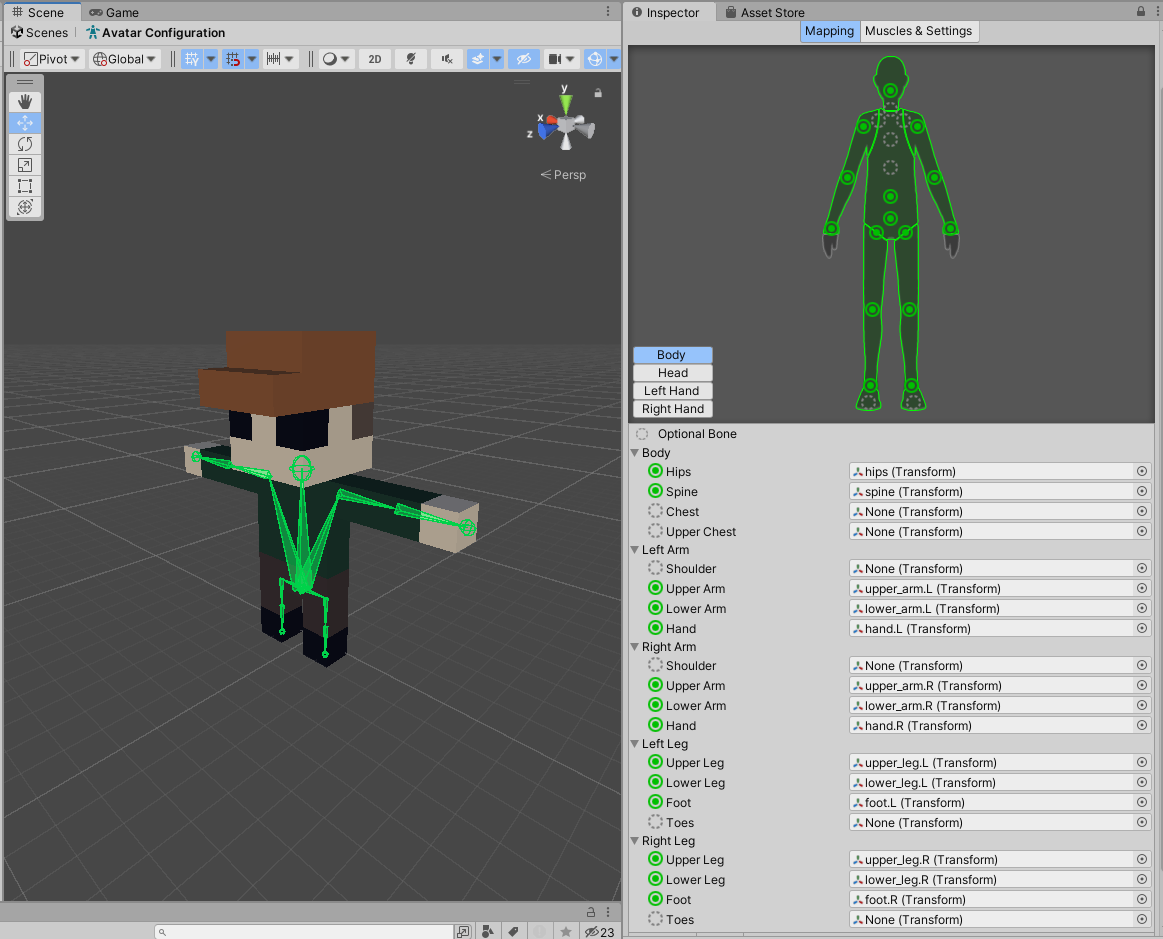 Scene Game
Scenes Avatar Configuration
Pivot Global 2D
y
x
z
Persp
23
Inspector Asset Store
Mapping Muscles & Settings
Body
Head
Left Hand
Right Hand
Optional Bone
Body
Hips hips (Transform)
Spine spine (Transform)
Chest None (Transform)
Upper Chest None (Transform)
Left Arm
Shoulder None (Transform)
Upper Arm upper_arm.L (Transform)
Lower Arm lower_arm.L (Transform)
Hand hand.L (Transform)
Right Arm
Shoulder None (Transform)
Upper Arm upper_arm.R (Transform)
Lower Arm lower_arm.R (Transform)
Hand hand.R (Transform)
Left Leg
Upper Leg upper_leg.L (Transform)
Lower Leg lower_leg.L (Transform)
Foot foot.L (Transform)
Toes None (Transform)
Right Leg
Upper Leg upper_leg.R (Transform)
Lower Leg lower_leg.R (Transform)
Foot foot.R (Transform)
Toes None (Transform)